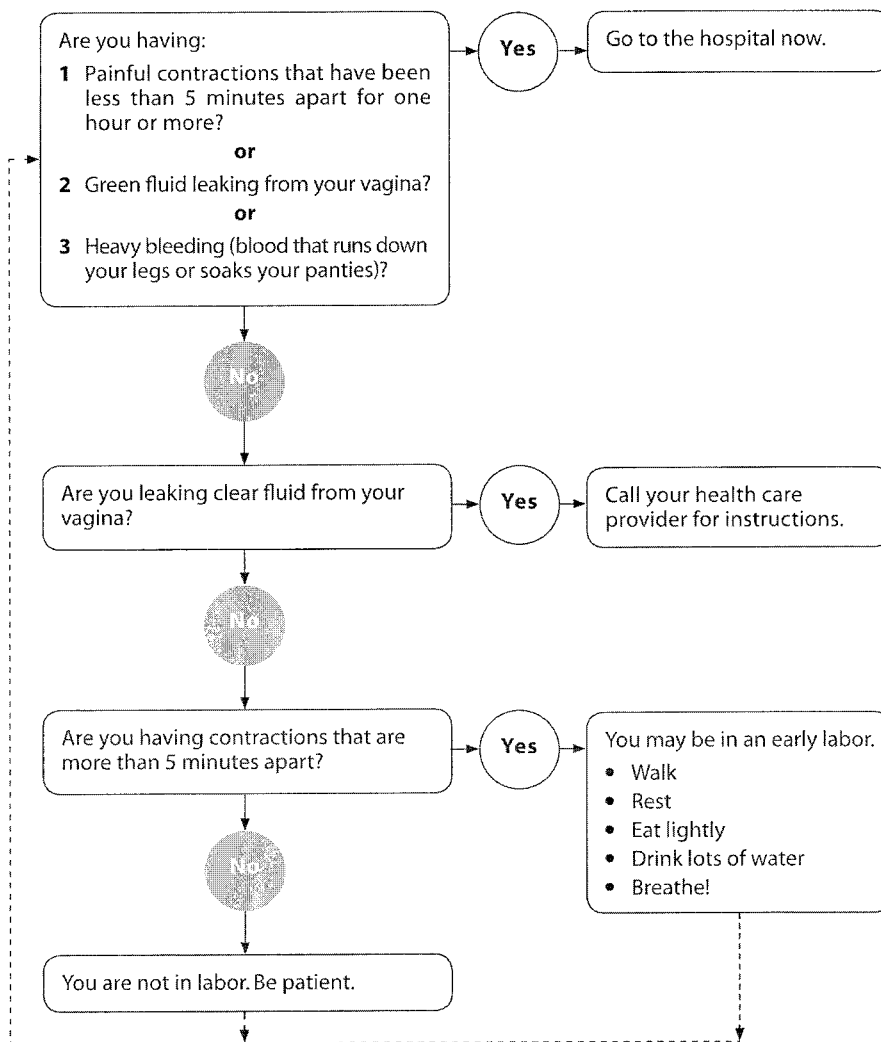 Are you having:
1 Painful contractions that have been
less than 5 minutes apart for one
hour or more?
or
2 Green fluid leaking from your vagina?
or
3 Heavy bleeding (blood that runs down
your legs or soaks your panties)?
Yes
Go to the hospital now.
No
Are you leaking clear fluid from your
vagina?
Yes
Call your health care
provider for instructions.
No
Are you having contractions that are
more than 5 minutes apart?
Yes
You may be in an early labor.
• Walk
• Rest
• Eat lightly
• Drink lots of water
• Breathe!
No
You are not in labor. Be patient.